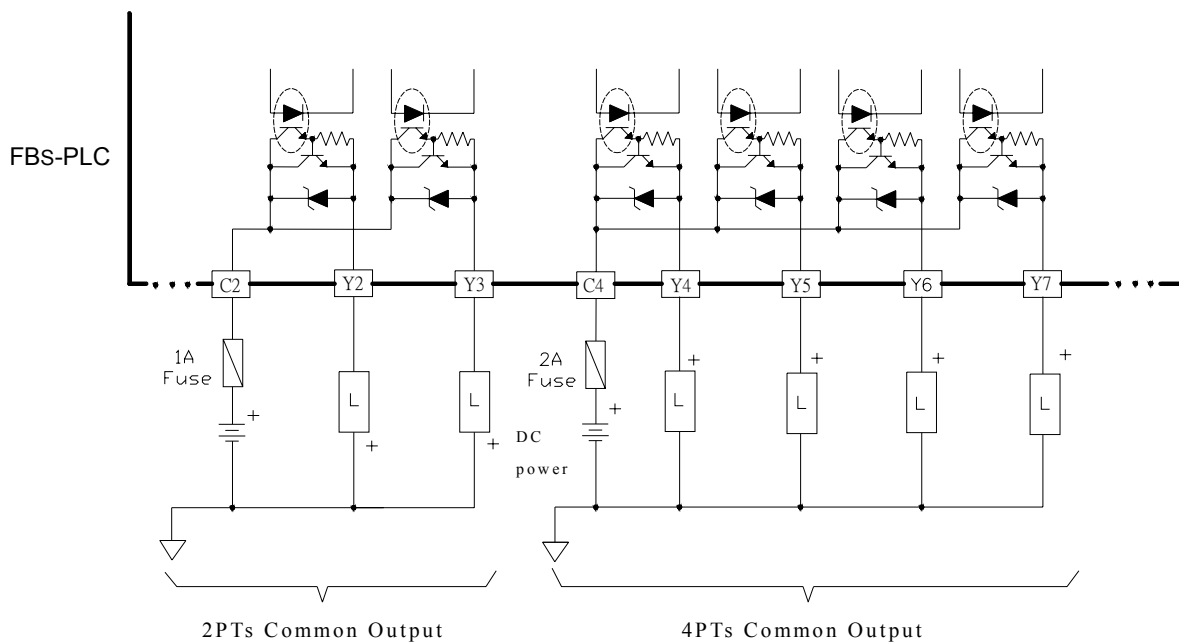 FBs-PLC
C2
Y2
Y3
C4
Y4
Y5
Y6
Y7
1A
Fuse
+
L
+
L
+
2A
Fuse
+
DC
power
+
L
+
L
+
L
+
L
2PTs Common Output
4PTs Common Output